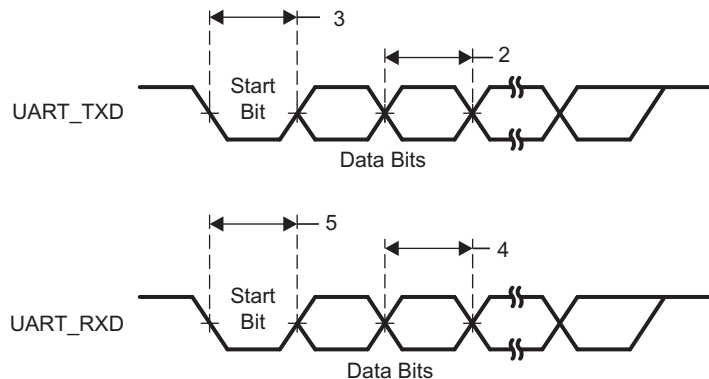 3
2
Start
Bit
UART_TXD
Data Bits
5
4
Start
Bit
UART_RXD
Data Bits